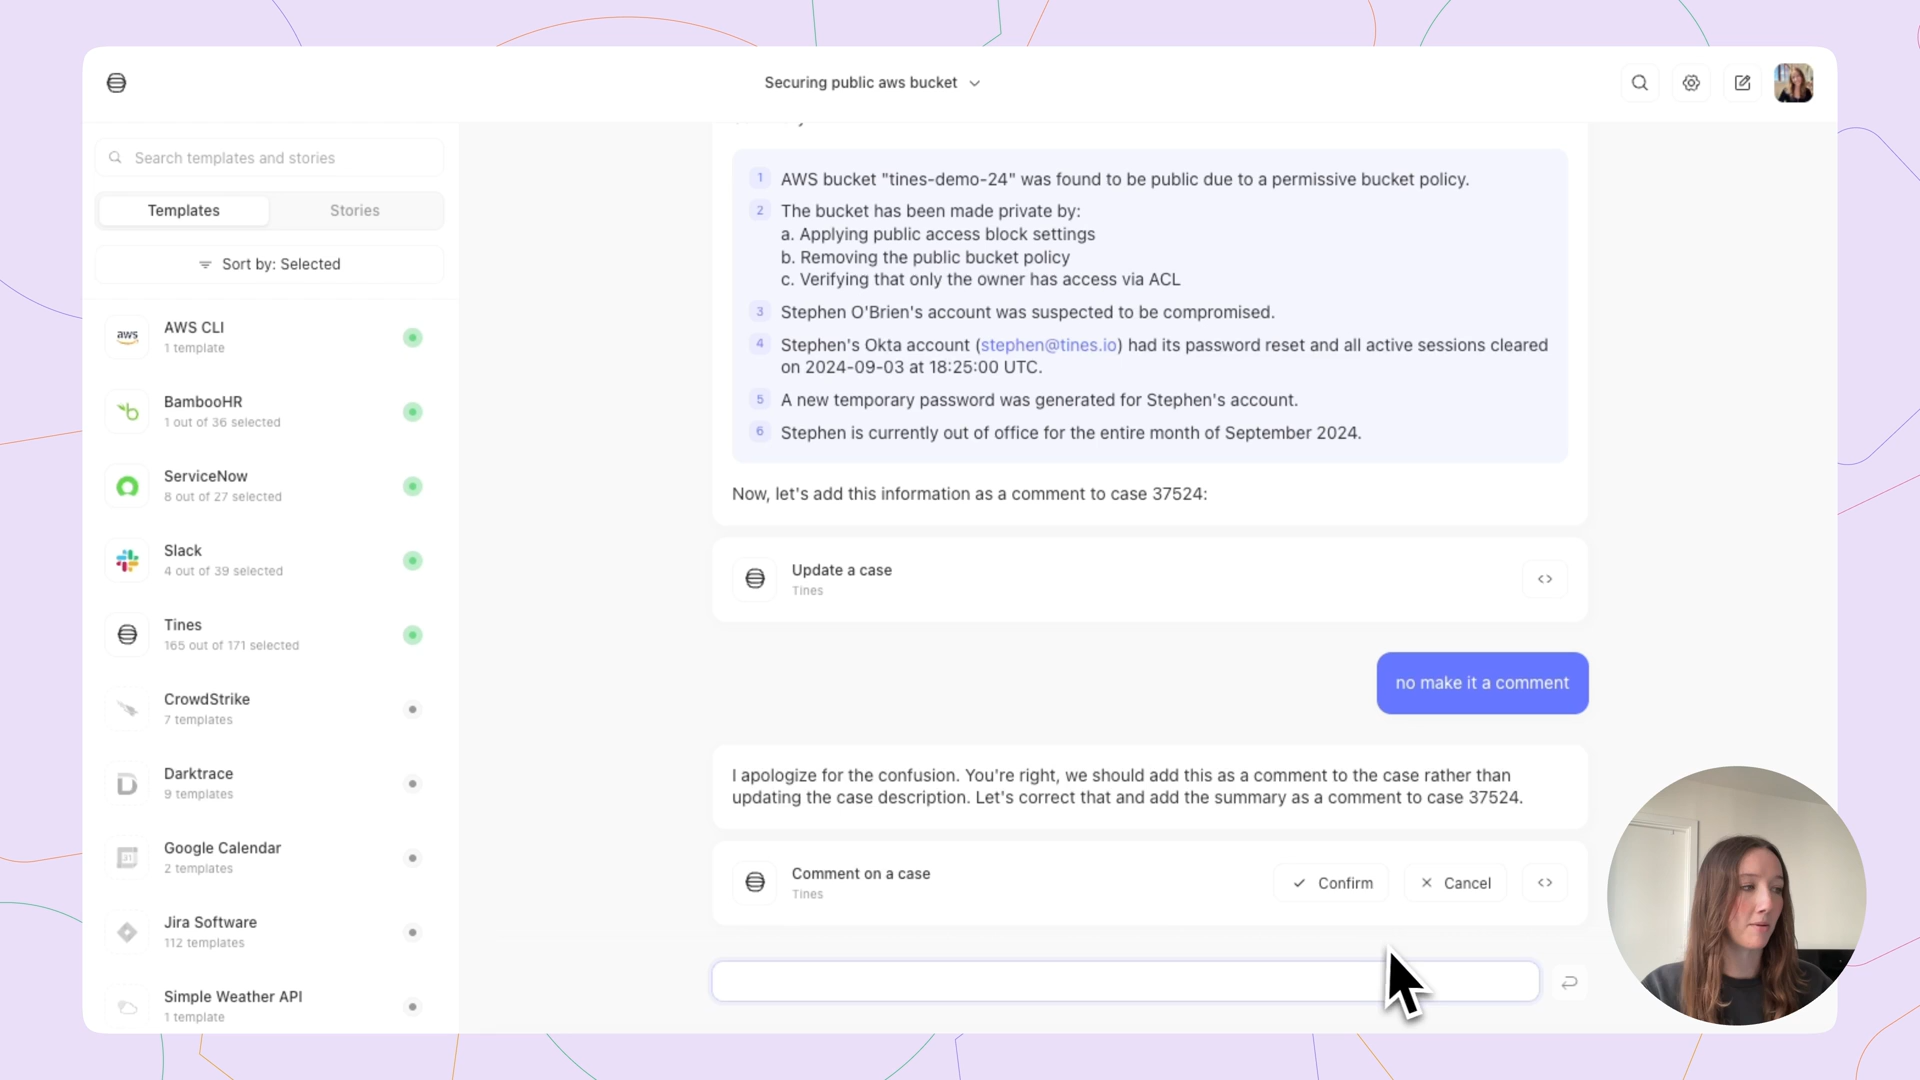 Securing public aws bucket
Search templates and stories
Templates
Stories
Sort by: Selected
aws
AWS CLI
1 template
BambooHR
1 out of 36 selected
ServiceNow
8 out of 27 selected
Slack
4 out of 39 selected
Tines
165 out of 171 selected
CrowdStrike
7 templates
Darktrace
9 templates
31
Google Calendar
2 templates
Jira Software
112 templates
Simple Weather API
1 template
1 AWS bucket "tines-demo-24" was found to be public due to a permissive bucket policy.
2 The bucket has been made private by:
a. Applying public access block settings
b. Removing the public bucket policy
c. Verifying that only the owner has access via ACL
3 Stephen O'Brien's account was suspected to be compromised.
4 Stephen's Okta account (stephen@tines.io) had its password reset and all active sessions cleared
on 2024-09-03 at 18:25:00 UTC.
5 A new temporary password was generated for Stephen's account.
6 Stephen is currently out of office for the entire month of September 2024.
Now, let's add this information as a comment to case 37524:
Update a case
Tines
no make it a comment
I apologize for the confusion. You're right, we should add this as a comment to the case rather than
updating the case description. Let's correct that and add the summary as a comment to case 37524.
Comment on a case
Tines
Confirm
Cancel